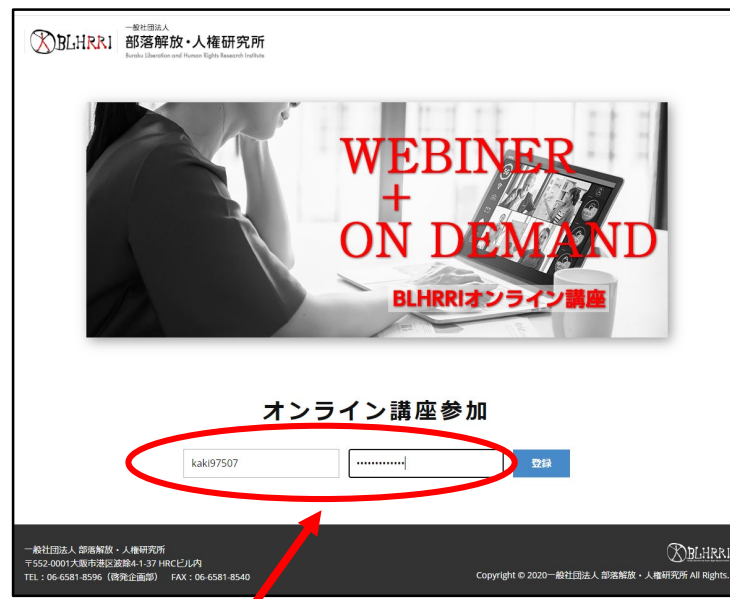 BLHRRI
一般社団法人
部落解放・人権研究所
Buraku Liberation and Human Rights Research Institute
WEBINER
+
ON DEMAND
BLHRRIオンライン講座
オンライン講座参加
kaki97507
•••••••••••••
登録
一般社団法人 部落解放・人権研究所
〒552-0001大阪市港区波除4-1-37 HRCビル内
TEL：06-6581-8596（啓発企画部） FAX：06-6581-8540
BLHRRI
Copyright © 2020一般社団法人 部落解放・人権研究所 All Rights.